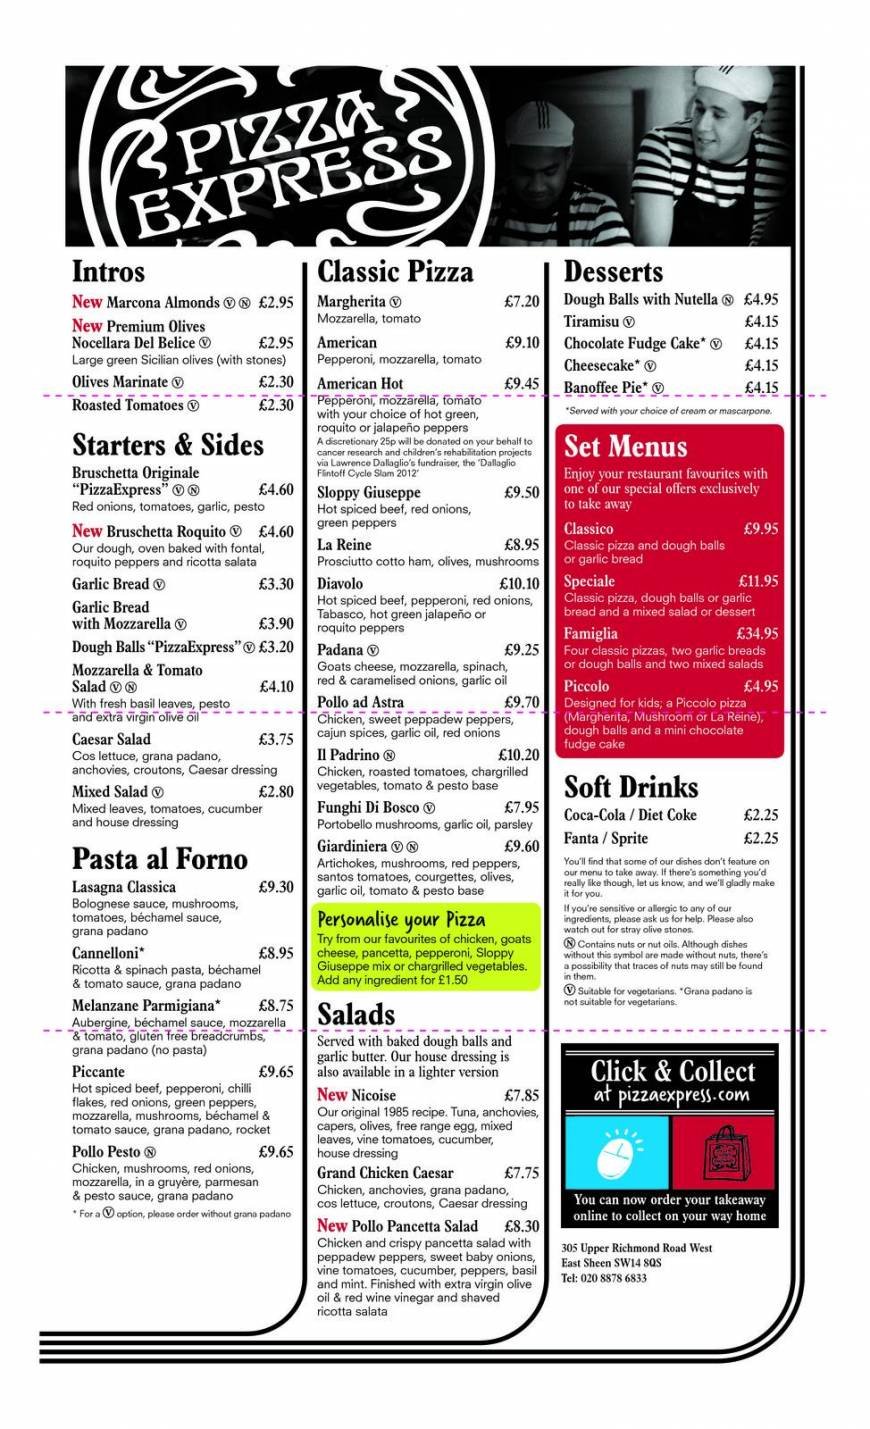 PIZZA
EXPRESS
Intros
New Marcona Almonds Ⓥ Ⓝ £2.95
New Premium Olives
Nocellara Del Belice Ⓥ £2.95
Large green Sicilian olives (with stones)
Olives Marinate Ⓥ £2.30
Roasted Tomatoes Ⓥ £2.30
Starters & Sides
Bruschetta Originale
“PizzaExpress” Ⓥ Ⓝ £4.60
Red onions, tomatoes, garlic, pesto
New Bruschetta Roquito Ⓥ £4.60
Our dough, oven baked with fontal,
roquito peppers and ricotta salata
Garlic Bread Ⓥ £3.30
Garlic Bread
with Mozzarella Ⓥ £3.90
Dough Balls “PizzaExpress” Ⓥ £3.20
Mozzarella & Tomato
Salad Ⓥ Ⓝ £4.10
With fresh basil leaves, pesto
and extra virgin olive oil
Caesar Salad £3.75
Cos lettuce, grana padano,
anchovies, croutons, Caesar dressing
Mixed Salad Ⓥ £2.80
Mixed leaves, tomatoes, cucumber
and house dressing
Pasta al Forno
Lasagna Classica £9.30
Bolognese sauce, mushrooms,
tomatoes, béchamel sauce,
grana padano
Cannelloni* £8.95
Ricotta & spinach pasta, béchamel
& tomato sauce, grana padano
Melanzane Parmigiana* £8.75
Aubergine, béchamel sauce, mozzarella
& tomato, gluten free breadcrumbs,
grana padano (no pasta)
Piccante £9.65
Hot spiced beef, pepperoni, chilli
flakes, red onions, green peppers,
mozzarella, mushrooms, béchamel &
tomato sauce, grana padano, rocket
Pollo Pesto Ⓝ £9.65
Chicken, mushrooms, red onions,
mozzarella, in a gruyère, parmesan
& pesto sauce, grana padano
* For a Ⓥ option, please order without grana padano
Classic Pizza
Margherita Ⓥ £7.20
Mozzarella, tomato
American £9.10
Pepperoni, mozzarella, tomato
American Hot £9.45
Pepperoni, mozzarella, tomato
with your choice of hot green,
roquito or jalapeño peppers
A discretionary 25p will be donated on your behalf to
cancer research and children's rehabilitation projects
via Lawrence Dallaglio's fundraiser, the 'Dallaglio
Flintoff Cycle Slam 2012'
Sloppy Giuseppe £9.50
Hot spiced beef, red onions,
green peppers
La Reine £8.95
Prosciutto cotto ham, olives, mushrooms
Diavolo £10.10
Hot spiced beef, pepperoni, red onions,
Tabasco, hot green jalapeño or
roquito peppers
Padana Ⓥ £9.25
Goats cheese, mozzarella, spinach,
red & caramelised onions, garlic oil
Pollo ad Astra £9.70
Chicken, sweet peppadew peppers,
cajun spices, garlic oil, red onions
Il Padrino Ⓝ £10.20
Chicken, roasted tomatoes, chargrilled
vegetables, tomato & pesto base
Funghi Di Bosco Ⓥ £7.95
Portobello mushrooms, garlic oil, parsley
Giardiniera Ⓥ Ⓝ £9.60
Artichokes, mushrooms, red peppers,
santos tomatoes, courgettes, olives,
garlic oil, tomato & pesto base
Personalise your Pizza
Try from our favourites of chicken, goats
cheese, pancetta, pepperoni, Sloppy
Giuseppe mix or chargrilled vegetables.
Add any ingredient for £1.50
Salads
Served with baked dough balls and
garlic butter. Our house dressing is
also available in a lighter version
New Nicoise £7.85
Our original 1985 recipe. Tuna, anchovies,
capers, olives, free range egg, mixed
leaves, vine tomatoes, cucumber,
house dressing
Grand Chicken Caesar £7.75
Chicken, anchovies, grana padano,
cos lettuce, croutons, Caesar dressing
New Pollo Pancetta Salad £8.30
Chicken and crispy pancetta salad with
peppadew peppers, sweet baby onions,
vine tomatoes, cucumber, peppers, basil
and mint. Finished with extra virgin olive
oil & red wine vinegar and shaved
ricotta salata
Desserts
Dough Balls with Nutella Ⓝ £4.95
Tiramisu Ⓥ £4.15
Chocolate Fudge Cake* Ⓥ £4.15
Cheesecake* Ⓥ £4.15
Banoffee Pie* Ⓥ £4.15
*Served with your choice of cream or mascarpone.
Set Menus
Enjoy your restaurant favourites with
one of our special offers exclusively
to take away
Classico £9.95
Classic pizza and dough balls
or garlic bread
Speciale £11.95
Classic pizza, dough balls or garlic
bread and a mixed salad or dessert
Famiglia £34.95
Four classic pizzas, two garlic breads
or dough balls and two mixed salads
Piccolo £4.95
Designed for kids; a Piccolo pizza
(Margherita, Mushroom or La Reine),
dough balls and a mini chocolate
fudge cake
Soft Drinks
Coca-Cola / Diet Coke £2.25
Fanta / Sprite £2.25
You'll find that some of our dishes don't feature on
our menu to take away. If there's something you'd
really like though, let us know, and we'll gladly make
it for you.
If you're sensitive or allergic to any of our
ingredients, please ask us for help. Please also
watch out for stray olive stones.
Ⓝ Contains nuts or nut oils. Although dishes
without this symbol are made without nuts, there's
a possibility that traces of nuts may still be found
in them.
Ⓥ Suitable for vegetarians. *Grana padano is
not suitable for vegetarians.
Click & Collect
at pizzaexpress.com
You can now order your takeaway
online to collect on your way home
305 Upper Richmond Road West
East Sheen SW14 8QS
Tel: 020 8878 6833